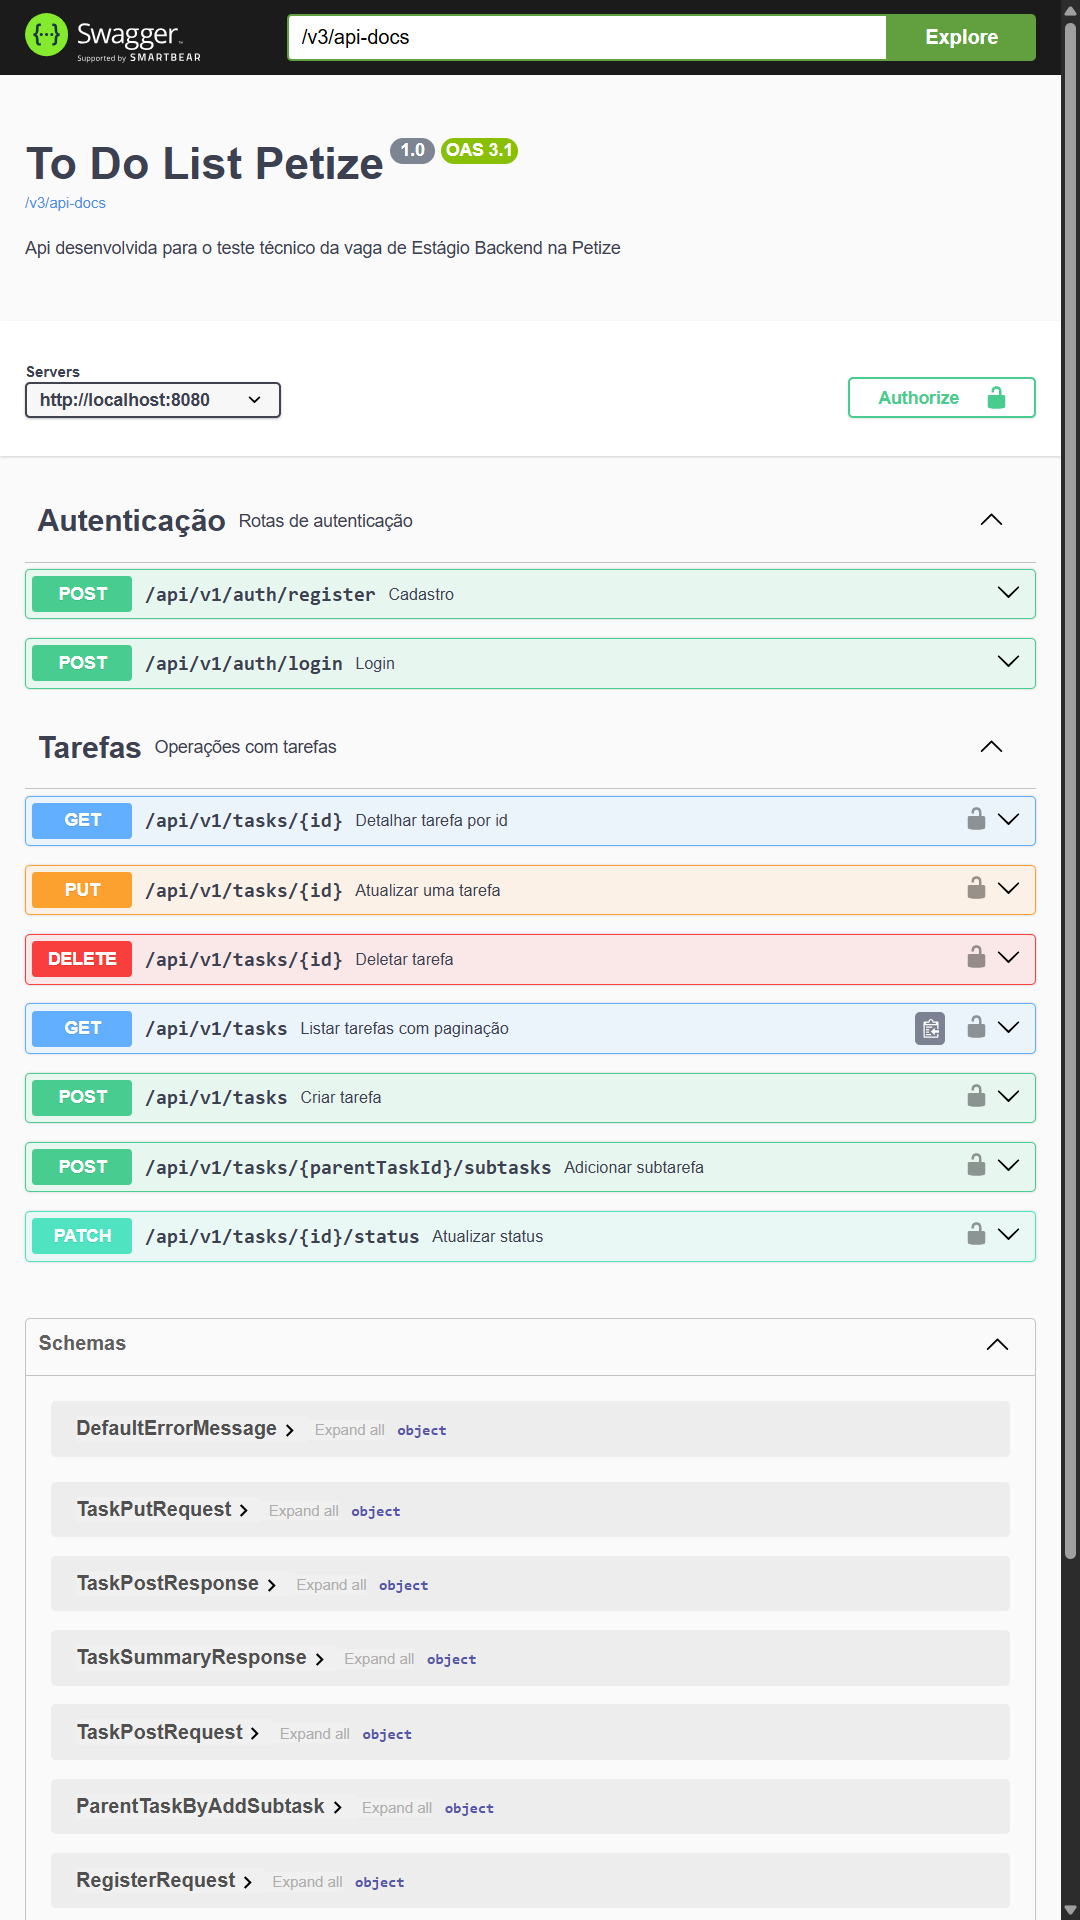 Swagger
Supported by SMARTBEAR
/v3/api-docs
Explore
To Do List Petize 1.0 OAS 3.1
/v3/api-docs
Api desenvolvida para o teste técnico da vaga de Estágio Backend na Petize
Servers
http://localhost:8080
Authorize
Autenticação Rotas de autenticação
POST /api/v1/auth/register Cadastro
POST /api/v1/auth/login Login
Tarefas Operações com tarefas
GET /api/v1/tasks/{id} Detalhar tarefa por id
PUT /api/v1/tasks/{id} Atualizar uma tarefa
DELETE /api/v1/tasks/{id} Deletar tarefa
GET /api/v1/tasks Listar tarefas com paginação
POST /api/v1/tasks Criar tarefa
POST /api/v1/tasks/{parentTaskId}/subtasks Adicionar subtarefa
PATCH /api/v1/tasks/{id}/status Atualizar status
Schemas
DefaultErrorMessage Expand all object
TaskPutRequest Expand all object
TaskPostResponse Expand all object
TaskSummaryResponse Expand all object
TaskPostRequest Expand all object
ParentTaskByAddSubtask Expand all object
RegisterRequest Expand all object